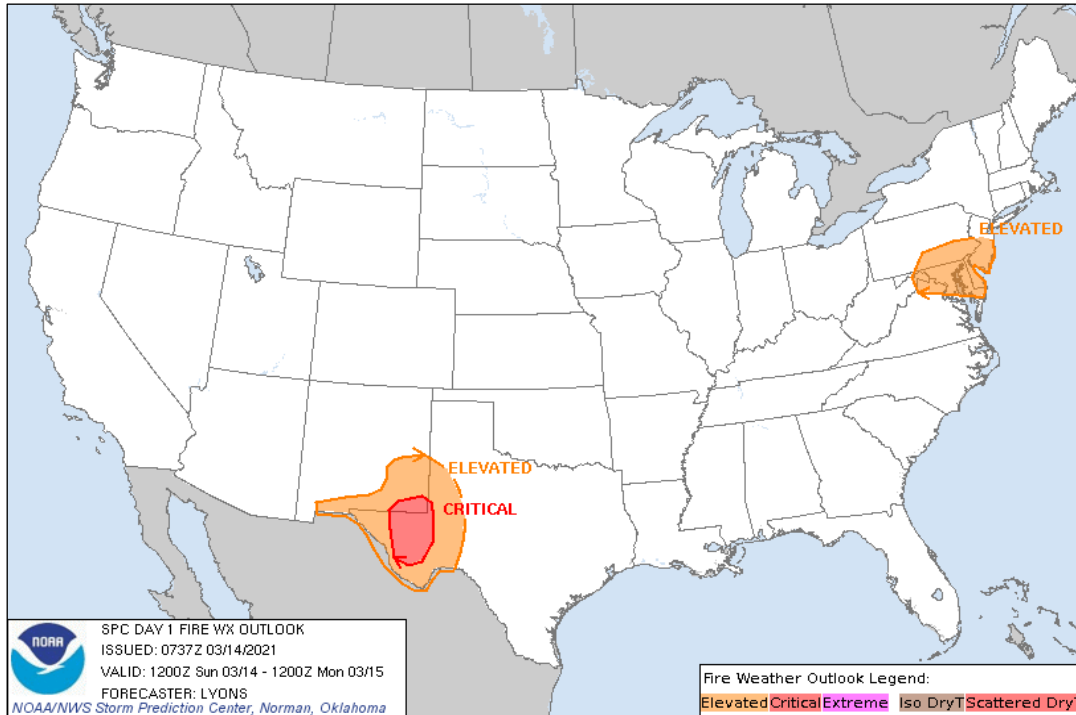 ELEVATED
ELEVATED
CRITICAL
NOAA
SPC DAY 1 FIRE WX OUTLOOK
ISSUED: 0737Z 03/14/2021
VALID: 1200Z Sun 03/14 - 1200Z Mon 03/15
FORECASTER: LYONS
NOAA/NWS Storm Prediction Center, Norman, Oklahoma
Fire Weather Outlook Legend:
Elevated Critical Extreme Iso DryT Scattered DryT